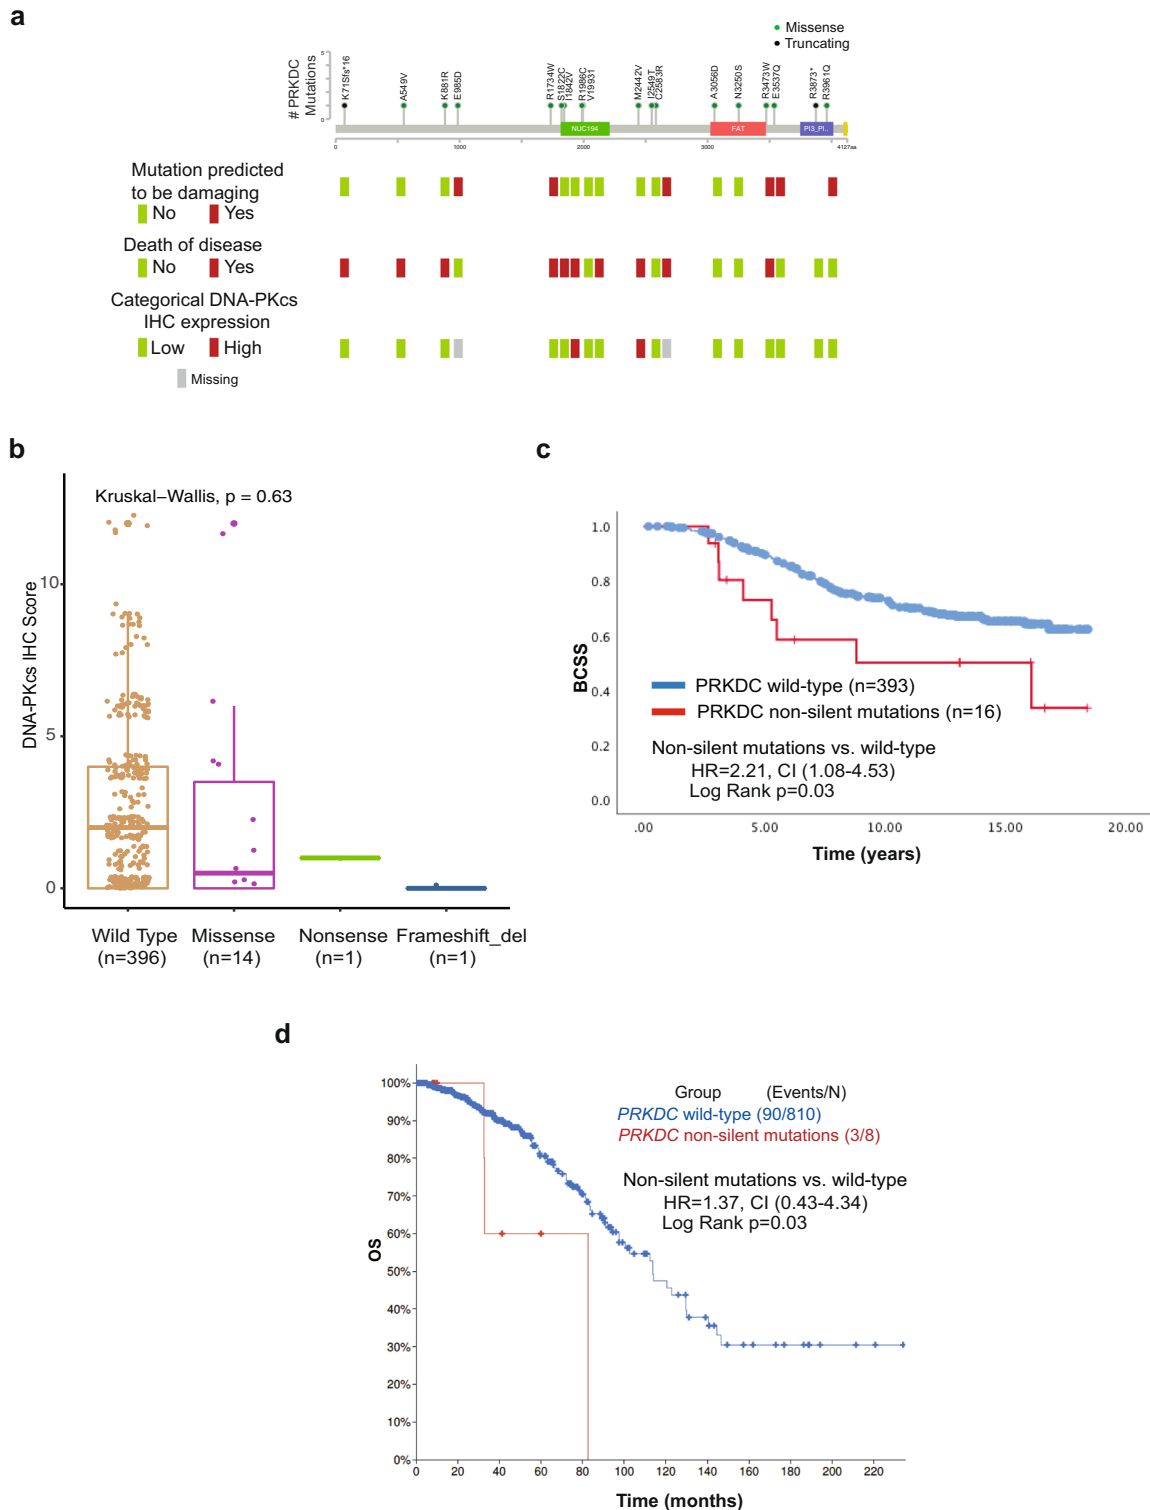 a
Missense
Truncating
# PRKDC
Mutations
5
0
K71Sfs*16
A549V
K881R
E985D
R1734W
S1822C
I1842V
R1986C
V1993I
M2442V
I2549T
C2583R
A3056D
N3250S
R3473W
E3537Q
R3873*
R3961Q
NUC194
FAT
PI3_PI..
0
1000
2000
3000
4127aa
Mutation predicted
to be damaging
No
Yes
Death of disease
No
Yes
Categorical DNA-PKcs
IHC expression
Low
High
Missing
b
Kruskal–Wallis, p = 0.63
DNA-PKcs IHC Score
10
5
0
Wild Type
(n=396)
Missense
(n=14)
Nonsense
(n=1)
Frameshift_del
(n=1)
c
BCSS
1.0
0.8
0.6
0.4
0.2
0.0
PRKDC wild-type (n=393)
PRKDC non-silent mutations (n=16)
Non-silent mutations vs. wild-type
HR=2.21, CI (1.08-4.53)
Log Rank p=0.03
.00
5.00
10.00
15.00
20.00
Time (years)
d
OS
100%
90%
80%
70%
60%
50%
40%
30%
20%
10%
0%
Group (Events/N)
PRKDC wild-type (90/810)
PRKDC non-silent mutations (3/8)
Non-silent mutations vs. wild-type
HR=1.37, CI (0.43-4.34)
Log Rank p=0.03
0
20
40
60
80
100
120
140
160
180
200
220
Time (months)